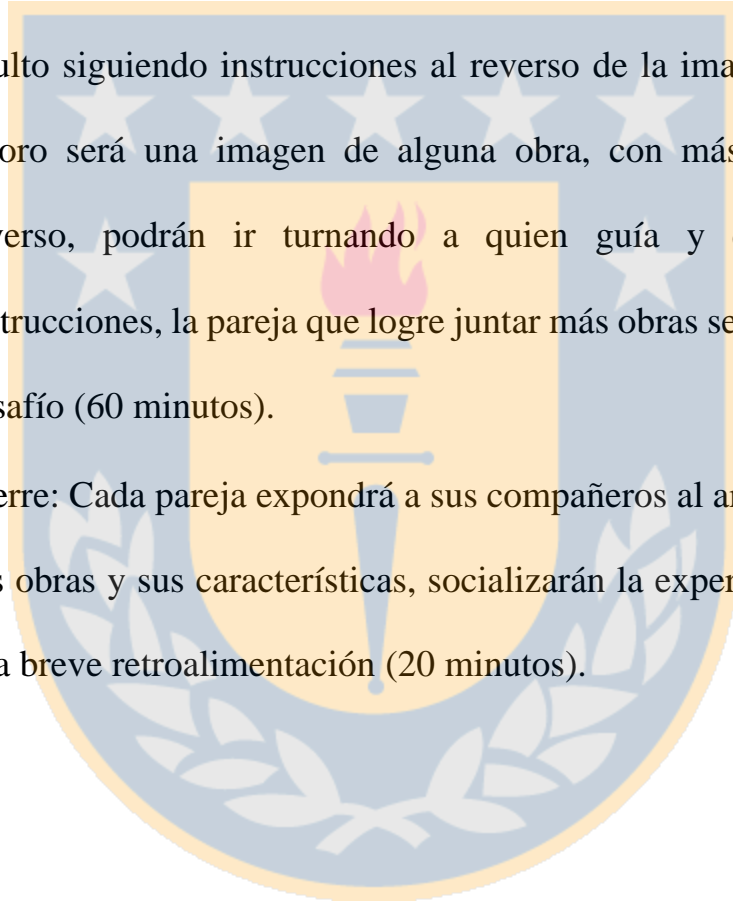 ulto siguiendo instrucciones al reverso de la ima
oro será una imagen de alguna obra, con más
verso, podrán ir turnando a quien guía y
trucciones, la pareja que logre juntar más obras se
safío (60 minutos).
erre: Cada pareja expondrá a sus compañeros al a
s obras y sus características, socializarán la exper
a breve retroalimentación (20 minutos).